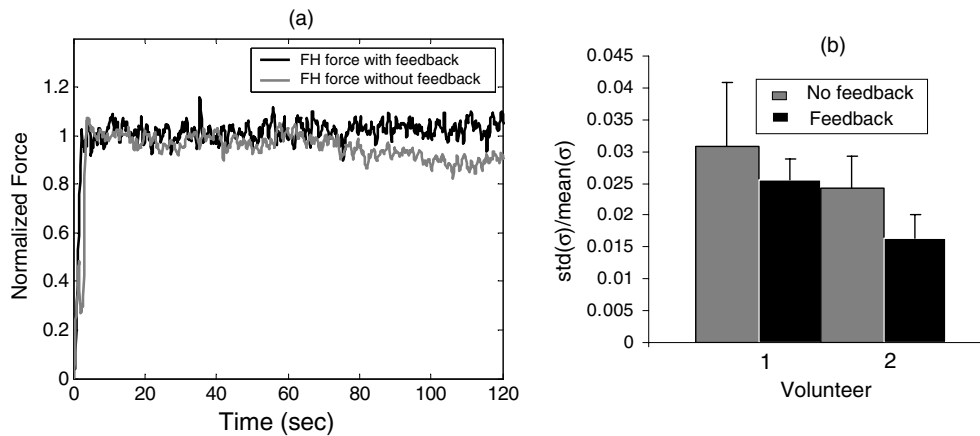 (a)
FH force with feedback
FH force without feedback
Normalized Force
1.2
1
0.8
0.6
0.4
0.2
0
0 20 40 60 80 100 120
Time (sec)
(b)
No feedback
Feedback
std(σ)/mean(σ)
0.045
0.04
0.035
0.03
0.025
0.02
0.015
0.01
0.005
0
1 2
Volunteer